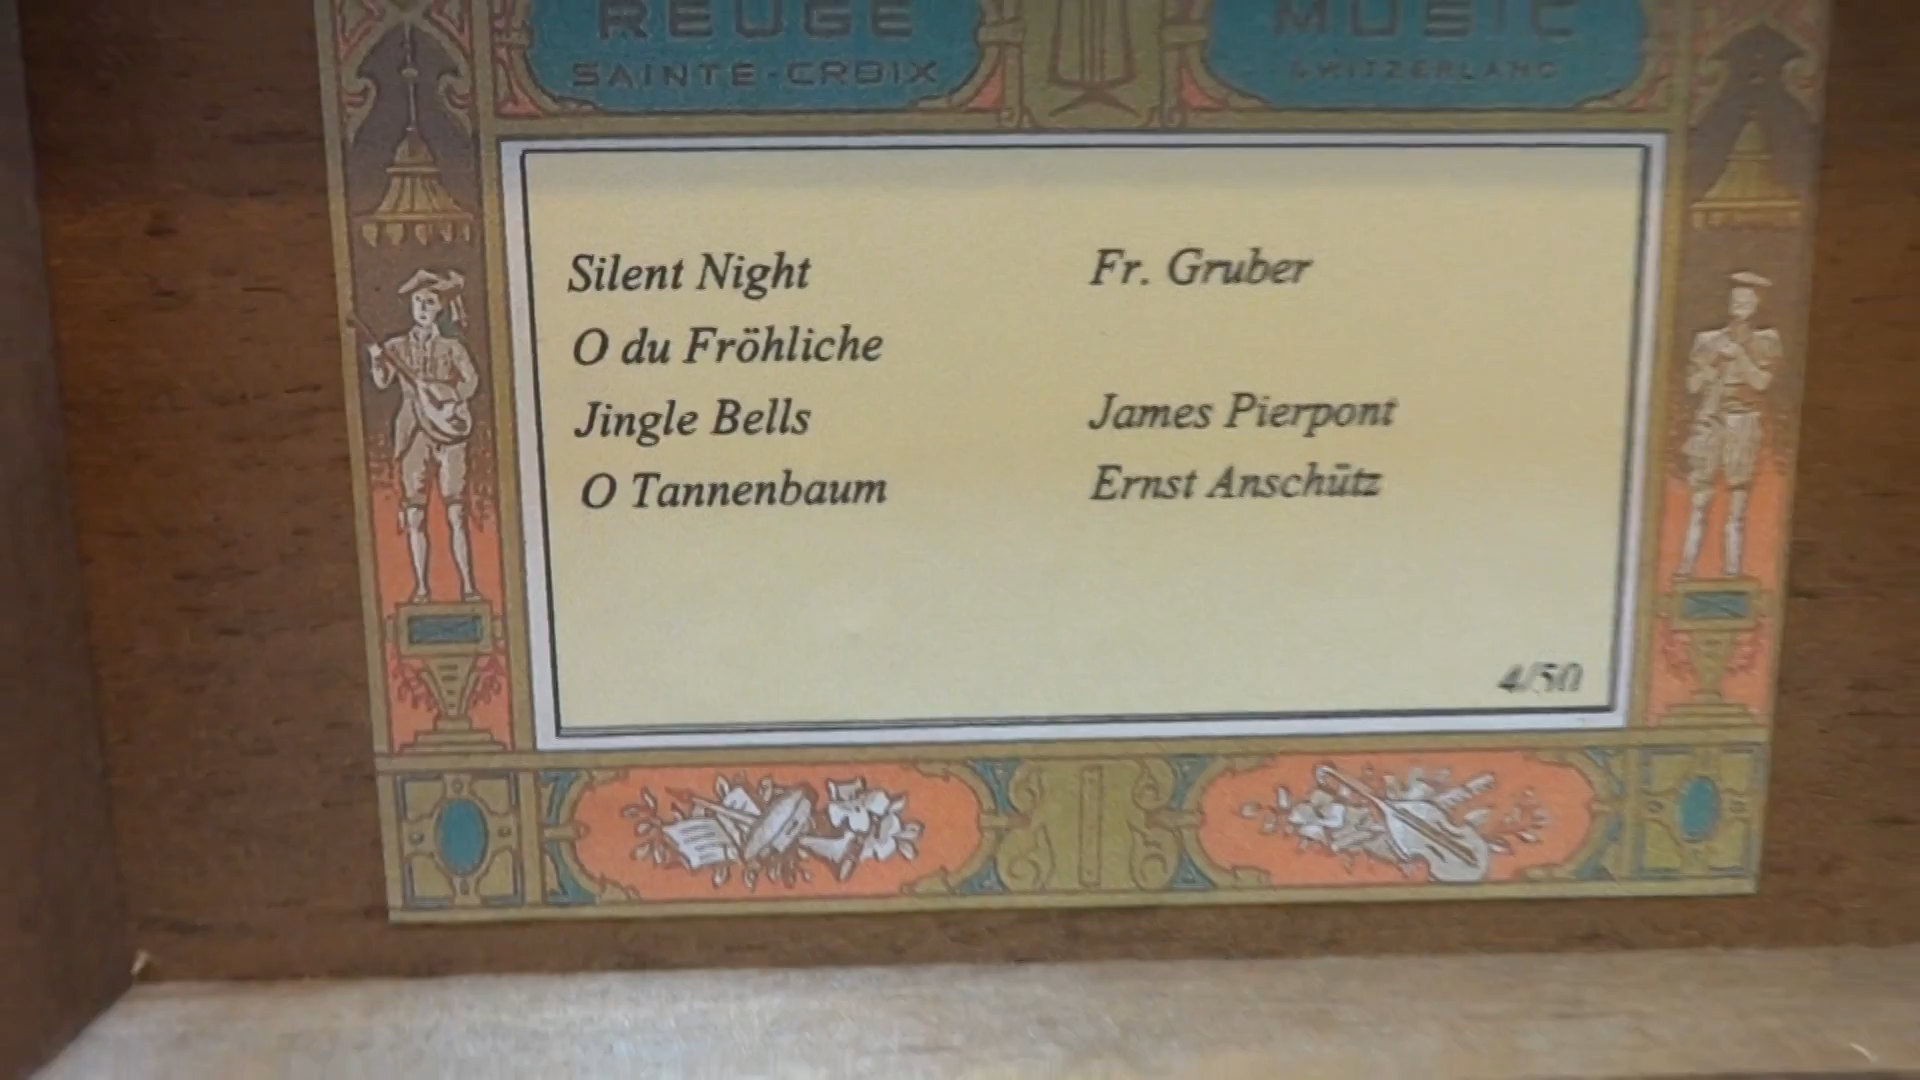 REUGE MUSIC
SAINTE-CROIX SWITZERLAND
Silent Night Fr. Gruber
O du Fröhliche
Jingle Bells James Pierpont
O Tannenbaum Ernst Anschütz
4/50